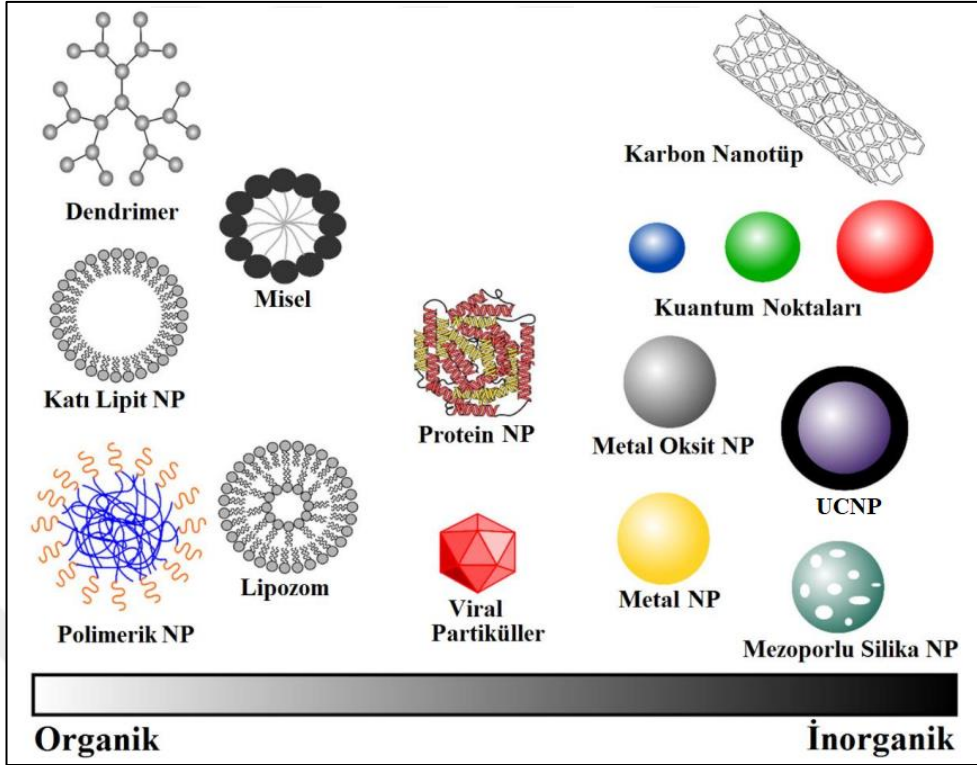 Dendrimer
Misel
Katı Lipit NP
Polimerik NP
Lipozom
Protein NP
Viral
Partiküller
Karbon Nanotüp
Kuantum Noktaları
Metal Oksit NP
UCNP
Metal NP
Mezoporlu Silika NP
Organik
İnorganik